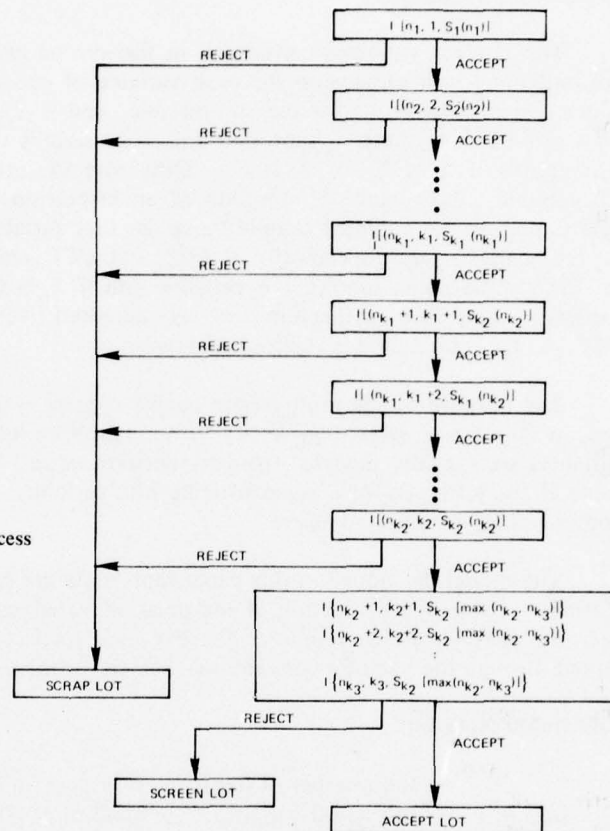 I [n1, 1, S1(n1)]
REJECT
ACCEPT
I[(n2, 2, S2(n2)]
REJECT
ACCEPT
I[(nk1, k1, Sk1 (nk1)]
REJECT
ACCEPT
I[(nk1 +1, k1 +1, Sk2 (nk2)]
REJECT
ACCEPT
I[ (nk1, k1 +2, Sk1 (nk2)]
REJECT
ACCEPT
I[(nk2, k2, Sk2 (nk2)]
cess
REJECT
ACCEPT
I {nk2 +1, k2+1, Sk2 [max (nk2, nk3)]}
I {nk2 +2, k2+2, Sk2 [max (nk2, nk3)]}
I {nk3, k3, Sk2 [max(nk2, nk3)]}
SCRAP LOT
REJECT
ACCEPT
SCREEN LOT
ACCEPT LOT